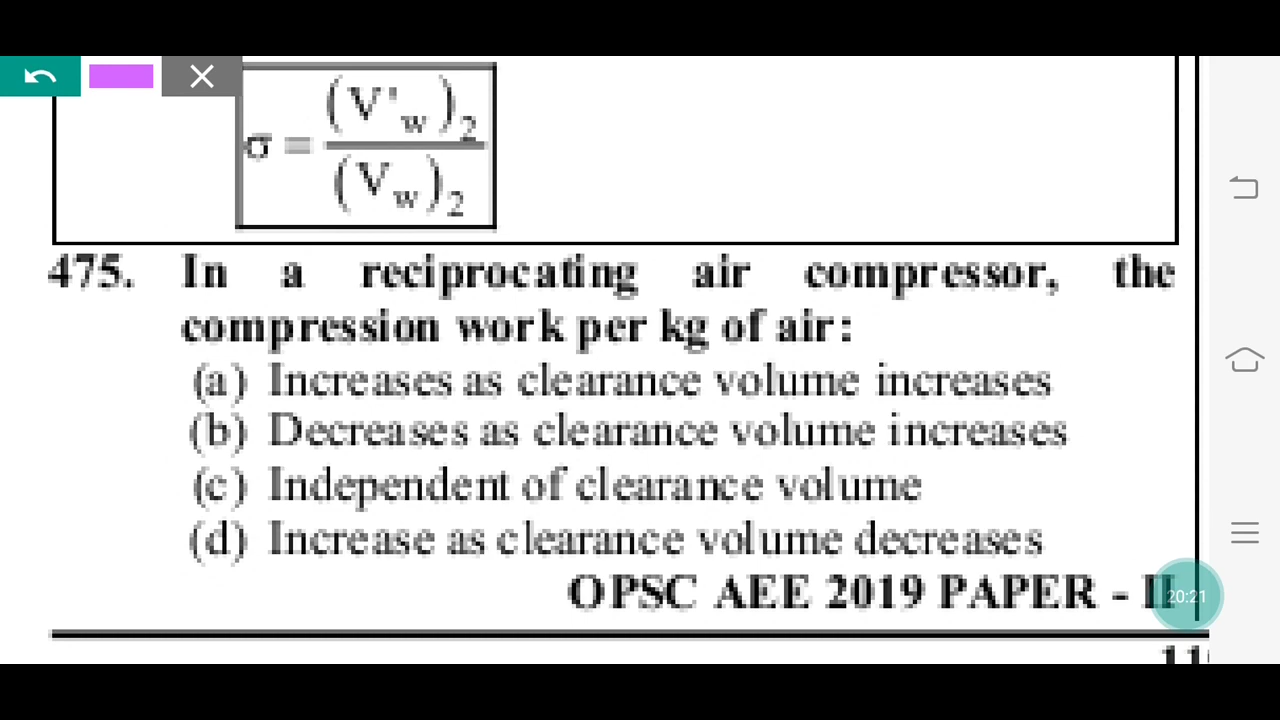 σ = (V'w)2 / (Vw)2
475. In a reciprocating air compressor, the
compression work per kg of air:
(a) Increases as clearance volume increases
(b) Decreases as clearance volume increases
(c) Independent of clearance volume
(d) Increase as clearance volume decreases
OPSC AEE 2019 PAPER - II
20:21